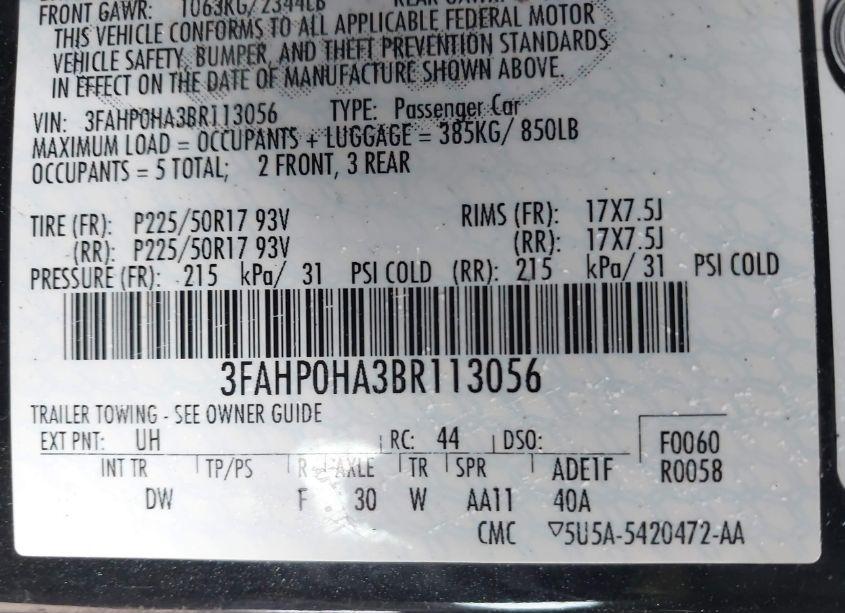 FRONT GAWR: 1063KG/2344LB
THIS VEHICLE CONFORMS TO ALL APPLICABLE FEDERAL MOTOR
VEHICLE SAFETY, BUMPER, AND THEFT PREVENTION STANDARDS
IN EFFECT ON THE DATE OF MANUFACTURE SHOWN ABOVE.
VIN: 3FAHP0HA3BR113056 TYPE: Passenger Car
MAXIMUM LOAD = OCCUPANTS + LUGGAGE = 385KG/ 850LB
OCCUPANTS = 5 TOTAL; 2 FRONT, 3 REAR
TIRE (FR): P225/50R17 93V RIMS (FR): 17X7.5J
(RR): P225/50R17 93V (RR): 17X7.5J
PRESSURE (FR): 215 kPa/ 31 PSI COLD (RR): 215 kPa/ 31 PSI COLD
3FAHP0HA3BR113056
TRAILER TOWING - SEE OWNER GUIDE
EXT PNT: UH RC: 44 DSO: F0060
INT TR TP/PS R AXLE TR SPR ADE1F R0058
DW F 30 W AA11 40A
CMC ▽5U5A-5420472-AA